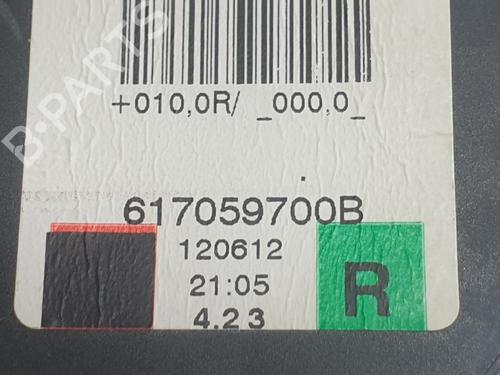 +010,0R/ _000,0_
617059700B
120612
21:05
4.23
R
B-PARTS